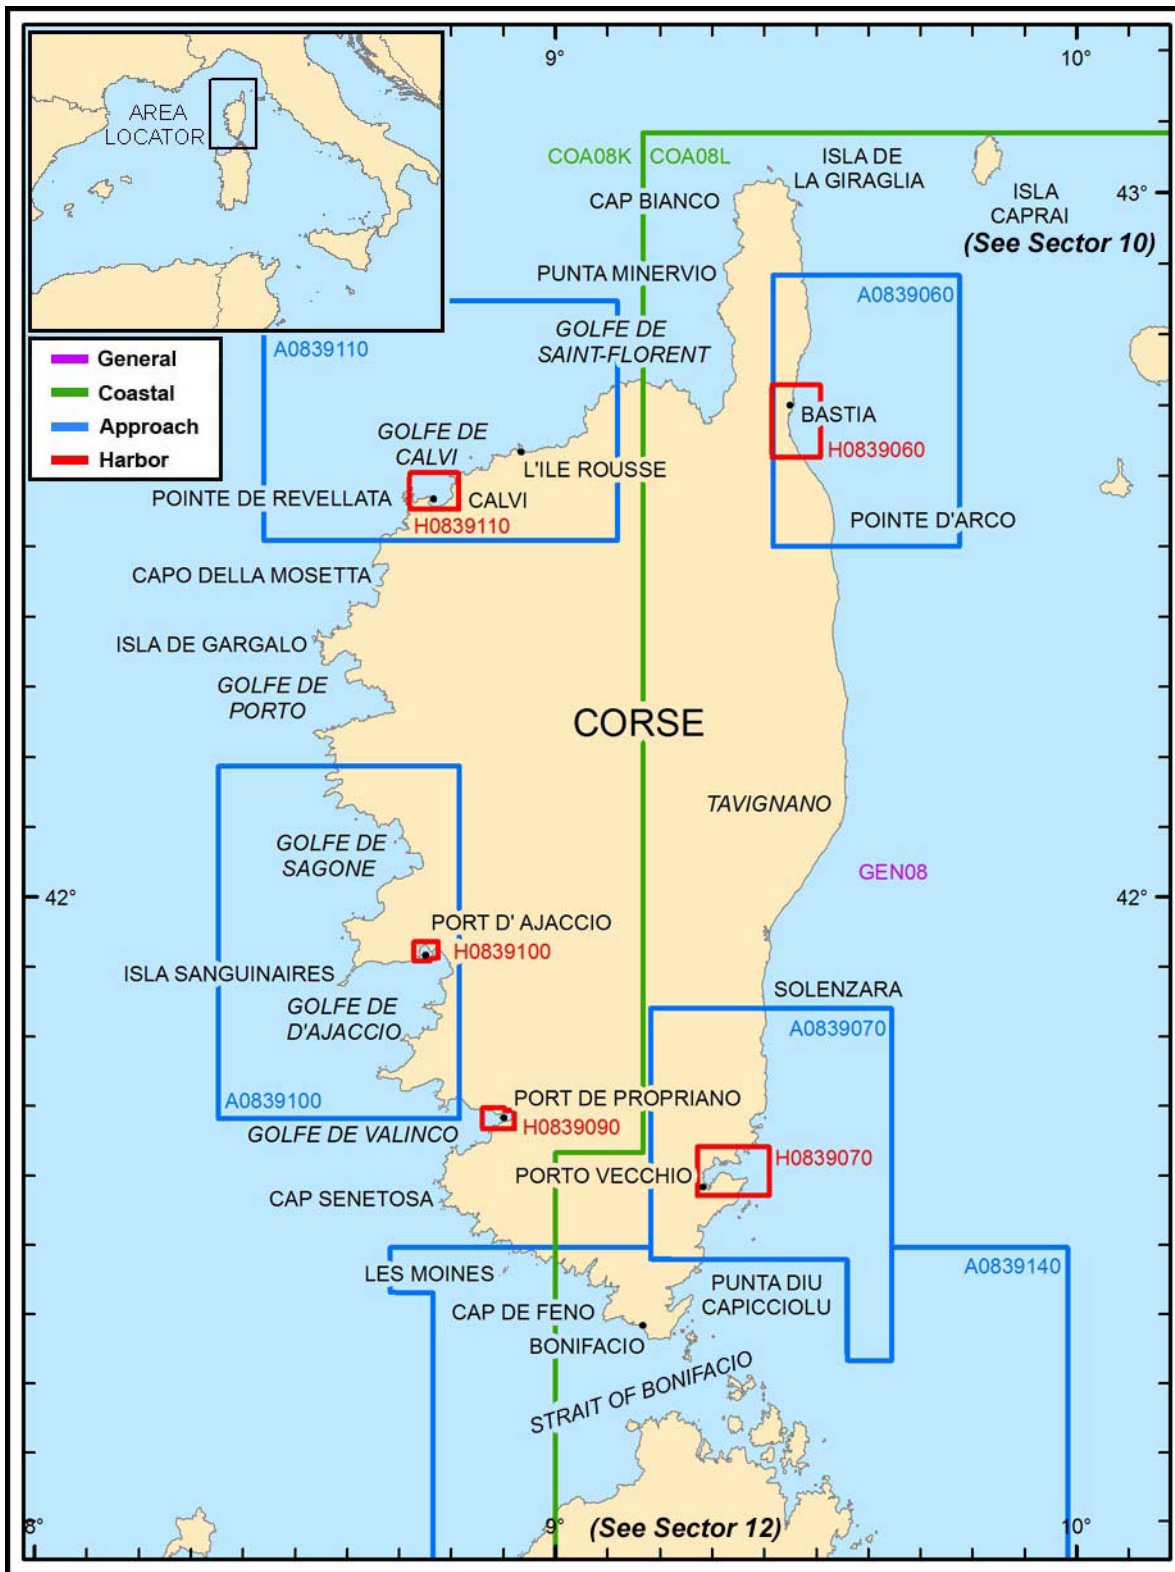 9°
10°
AREA
LOCATOR
COA08K
COA08L
ISLA DE
LA GIRAGLIA
CAP BIANCO
ISLA
CAPRAI
(See Sector 10)
43°
PUNTA MINERVIO
A0839060
GOLFE DE
SAINT-FLORENT
A0839110
General
Coastal
Approach
Harbor
BASTIA
H0839060
GOLFE DE
CALVI
L'ILE ROUSSE
POINTE DE REVELLATA
CALVI
H0839110
POINTE D'ARCO
CAPO DELLA MOSETTA
ISLA DE GARGALO
GOLFE DE
PORTO
CORSE
TAVIGNANO
GOLFE DE
SAGONE
GEN08
42°
42°
PORT D' AJACCIO
H0839100
ISLA SANGUINAIRES
GOLFE DE
D'AJACCIO
SOLENZARA
A0839070
A0839100
PORT DE PROPRIANO
H0839090
GOLFE DE VALINCO
H0839070
PORTO VECCHIO
CAP SENETOSA
A0839140
LES MOINES
PUNTA DIU
CAPICCIOLU
CAP DE FENO
BONIFACIO
STRAIT OF BONIFACIO
8°
9°
(See Sector 12)
10°